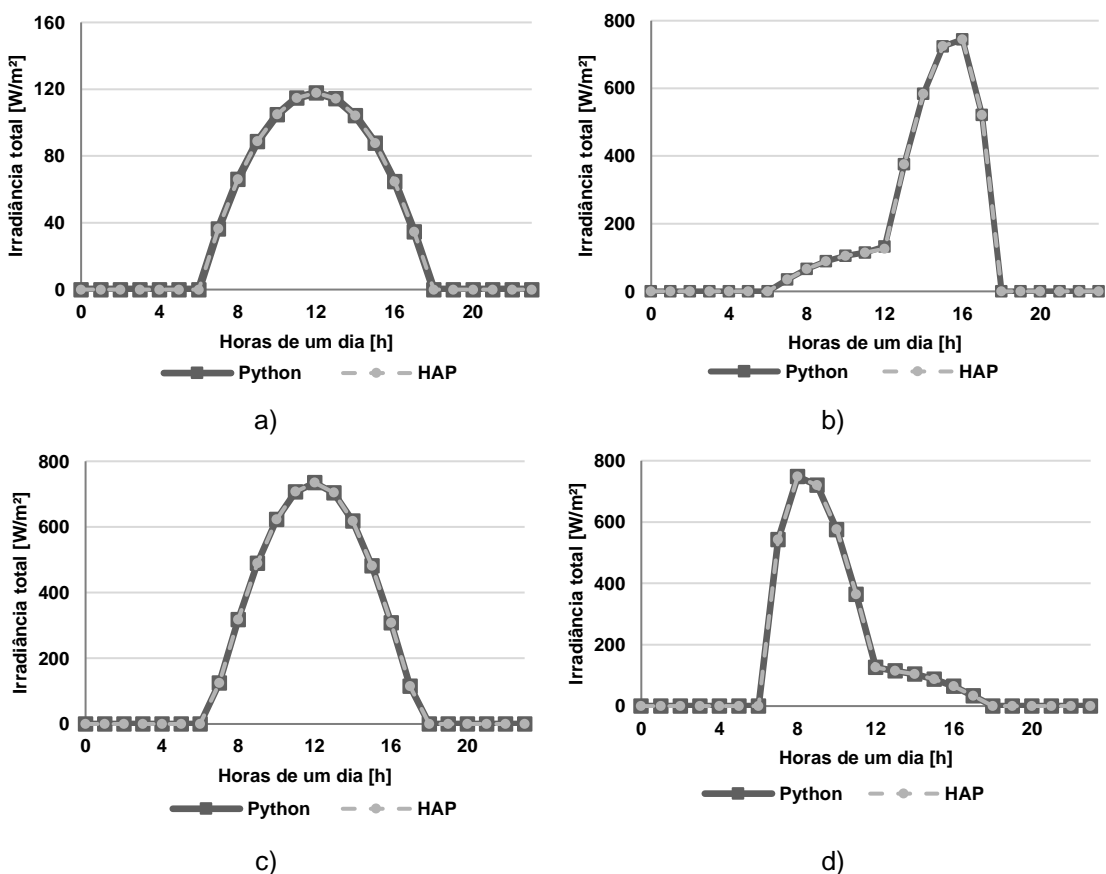 Irradiância total [W/m²]
160
120
80
40
0
0 4 8 12 16 20
Horas de um dia [h]
Python HAP
a)
Irradiância total [W/m²]
800
600
400
200
0
0 4 8 12 16 20
Horas de um dia [h]
Python HAP
b)
Irradiância total [W/m²]
800
600
400
200
0
0 4 8 12 16 20
Horas de um dia [h]
Python HAP
c)
Irradiância total [W/m²]
800
600
400
200
0
0 4 8 12 16 20
Horas de um dia [h]
Python HAP
d)